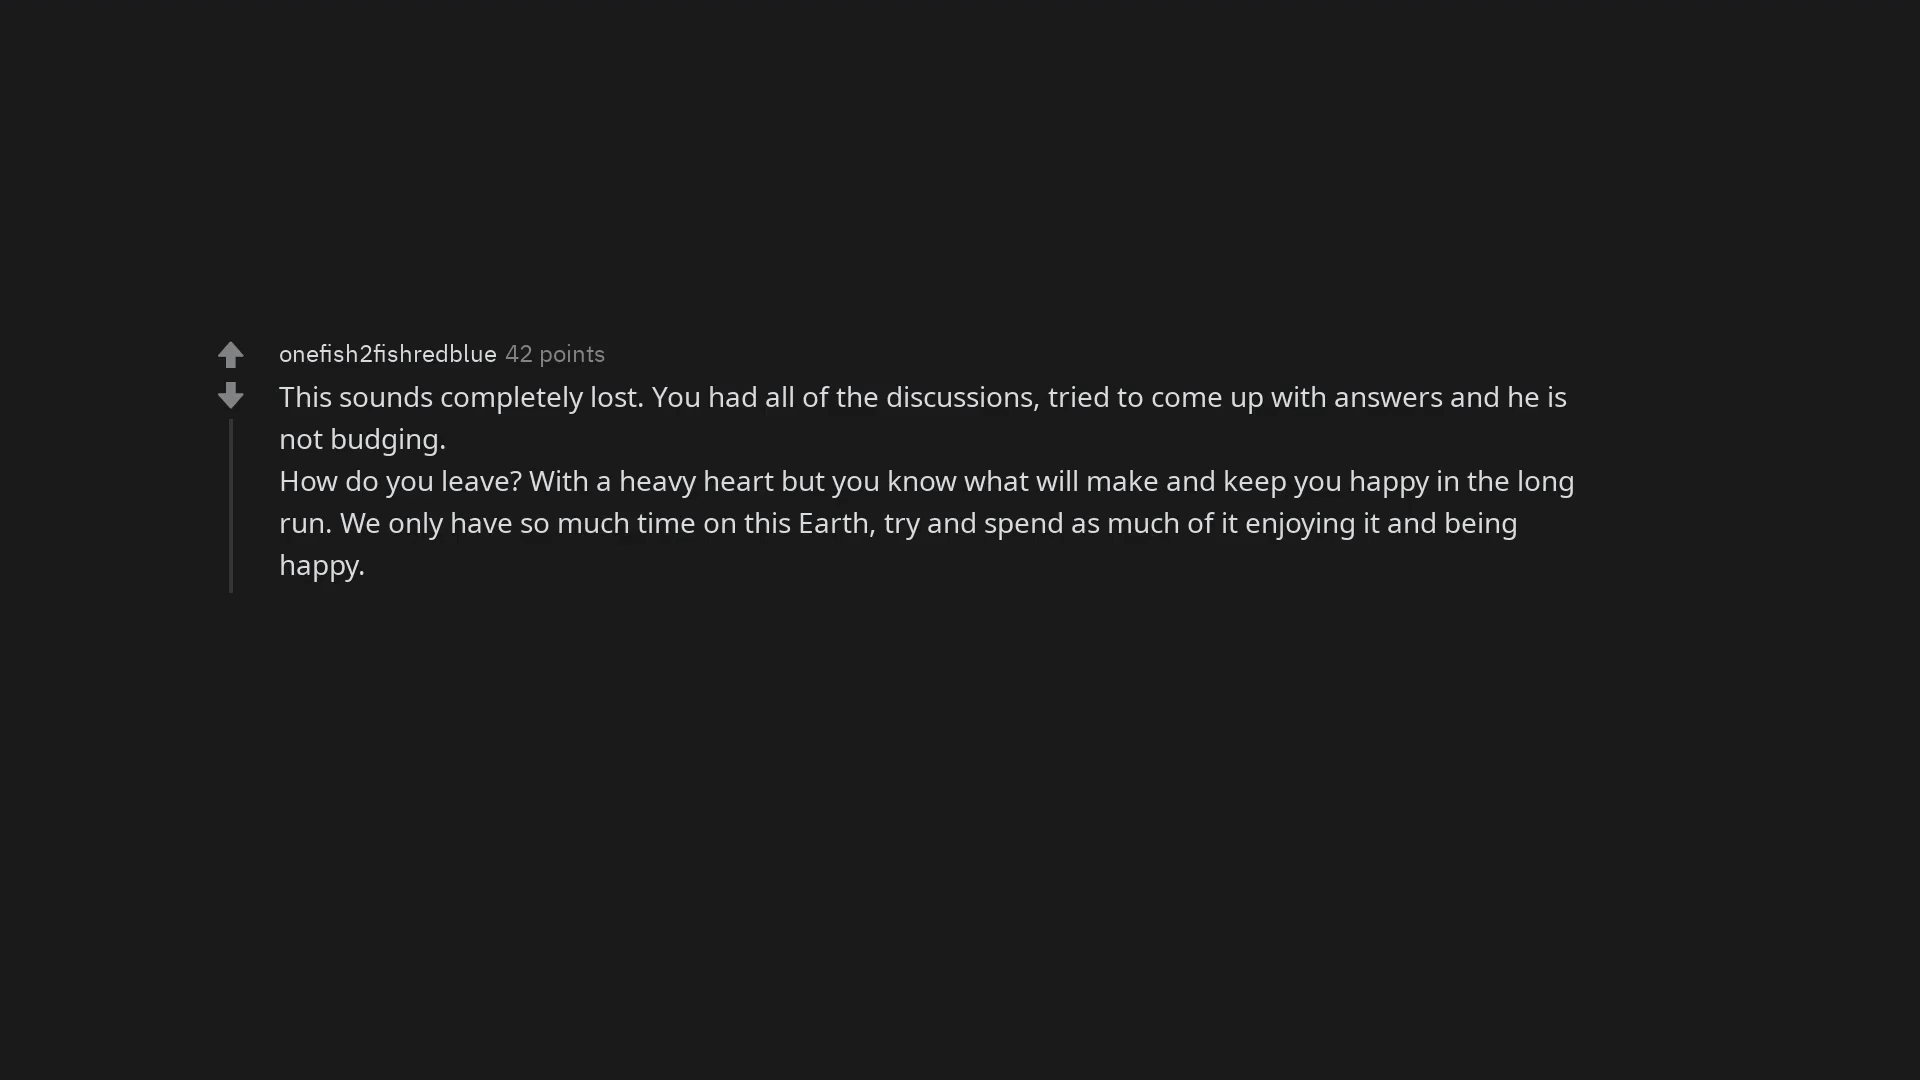 onefish2fishredblue 42 points
This sounds completely lost. You had all of the discussions, tried to come up with answers and he is
not budging.
How do you leave? With a heavy heart but you know what will make and keep you happy in the long
run. We only have so much time on this Earth, try and spend as much of it enjoying it and being
happy.